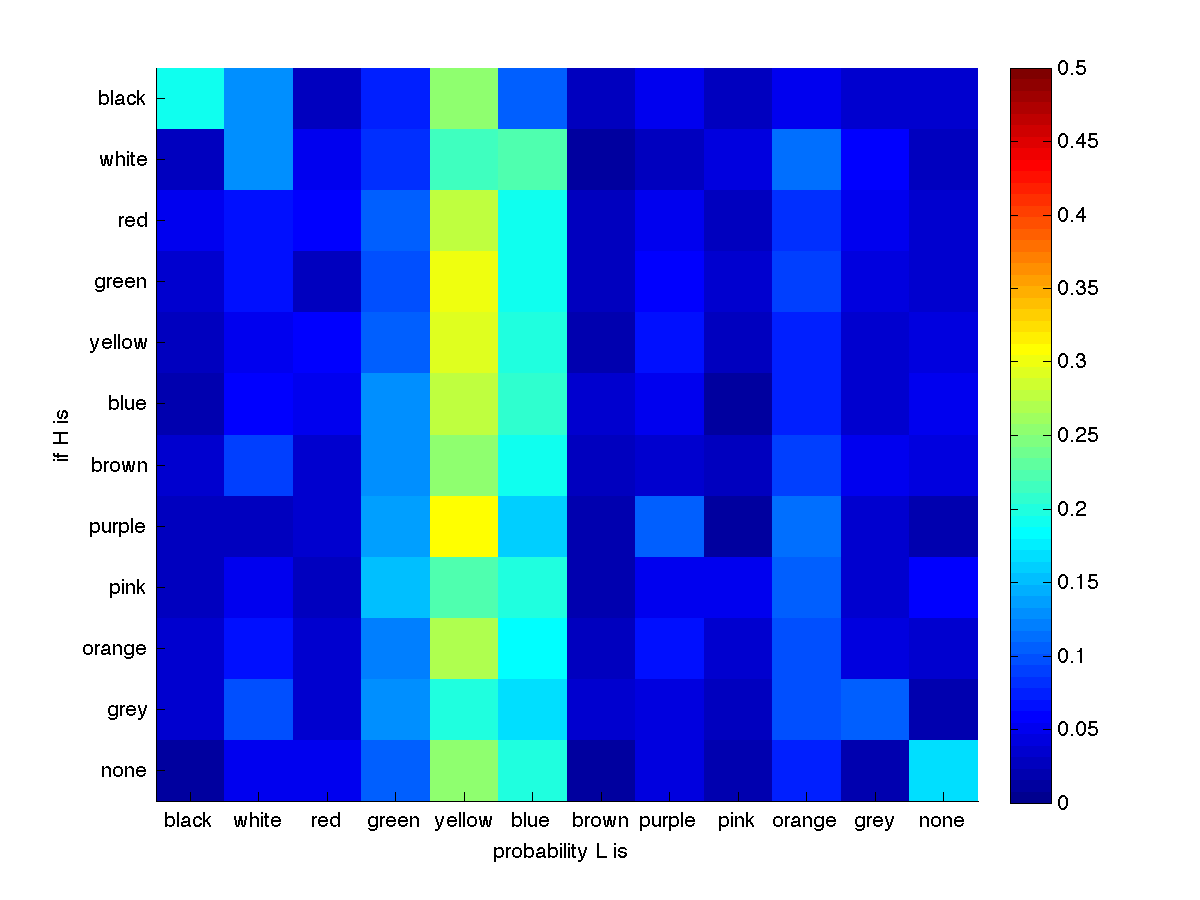 0.5
black
0.45
white
0.4
red
0.35
green
0.3
yellow
0.25
if H is
blue
0.2
brown
0.15
purple
pink
0.1
orange
0.05
grey
none
0
black white red green yellow blue brown purple pink orange grey none
probability L is